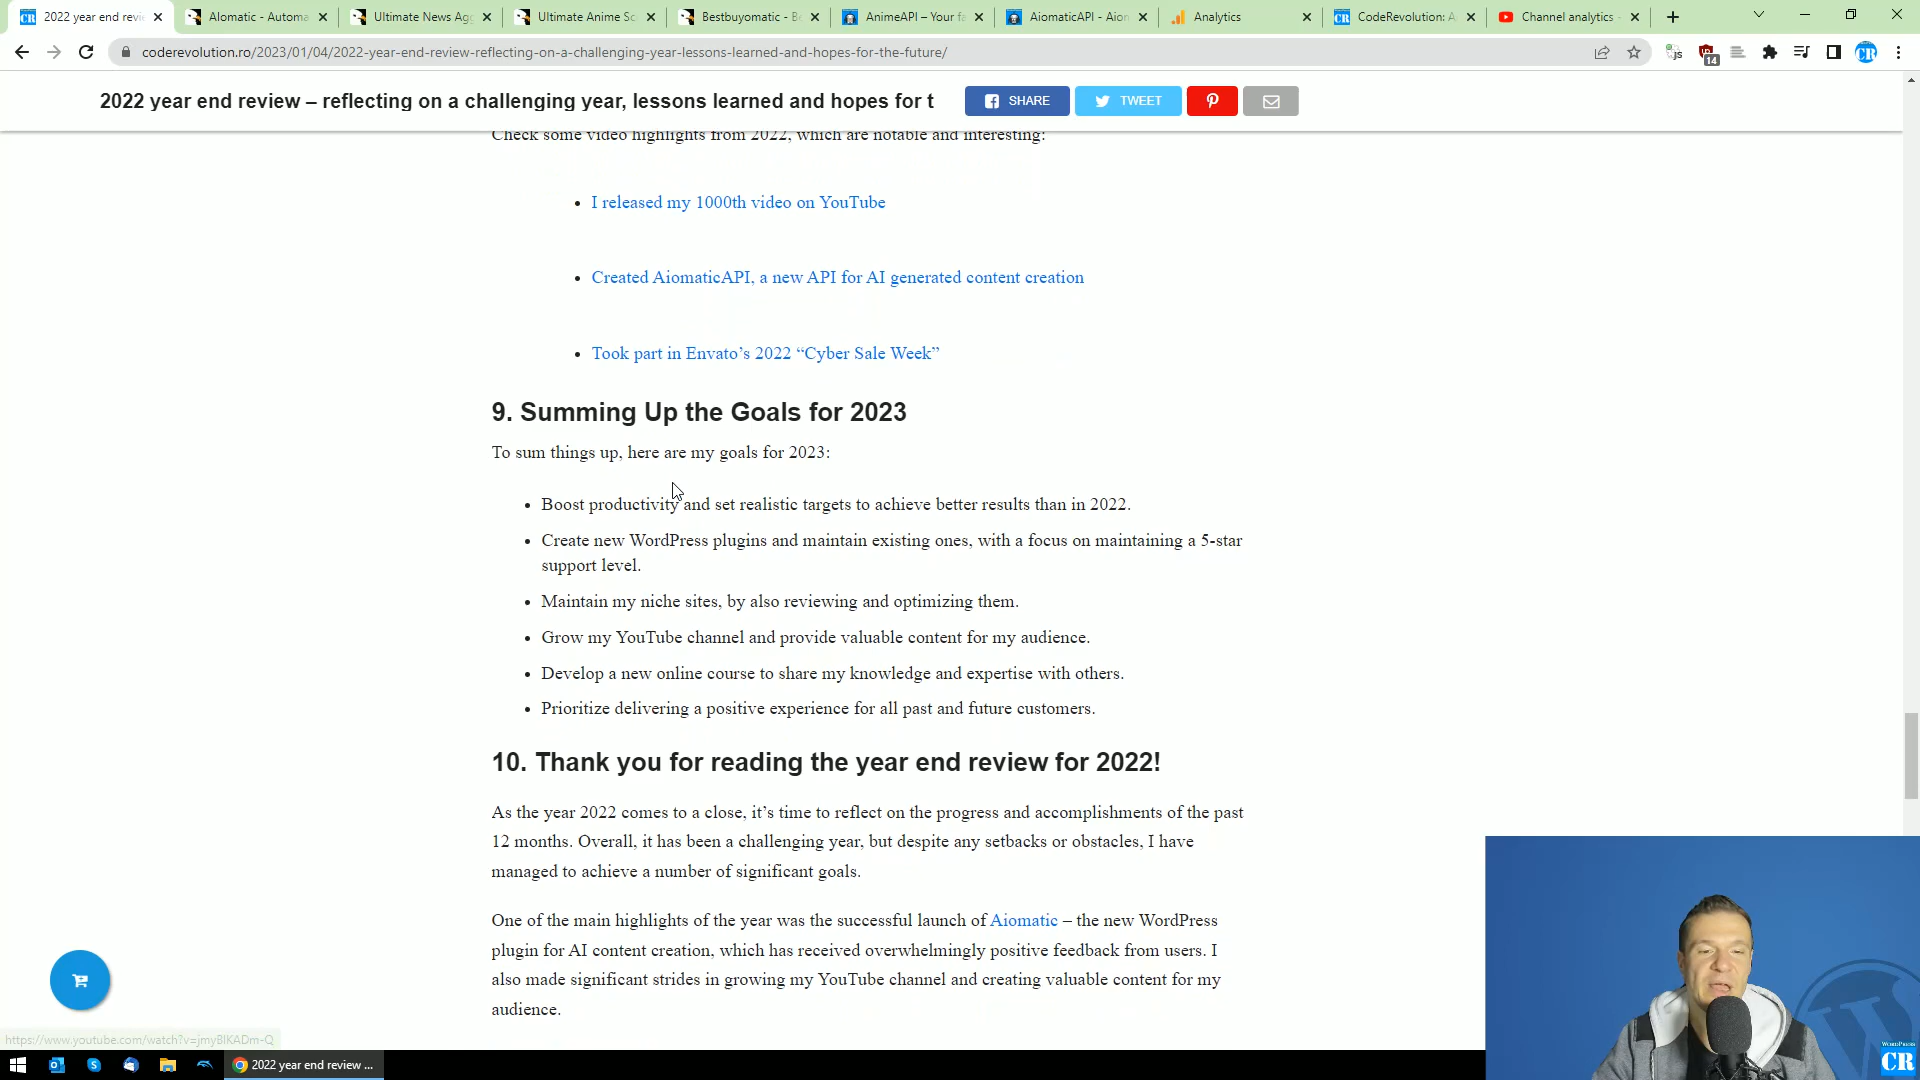 2022 year end revie
AIomatic - Automa
Ultimate News Agg
Ultimate Anime Sc
Bestbuyomatic - Be
AnimeAPI – Your fa
AiomaticAPI - Aion
Analytics
CodeRevolution: A
Channel analytics -
coderevolution.ro/2023/01/04/2022-year-end-review-reflecting-on-a-challenging-year-lessons-learned-and-hopes-for-the-future/
14
2022 year end review – reflecting on a challenging year, lessons learned and hopes for t
SHARE
TWEET
Check some video highlights from 2022, which are notable and interesting:
• I released my 1000th video on YouTube
• Created AiomaticAPI, a new API for AI generated content creation
• Took part in Envato’s 2022 “Cyber Sale Week”
9. Summing Up the Goals for 2023
To sum things up, here are my goals for 2023:
• Boost productivity and set realistic targets to achieve better results than in 2022.
• Create new WordPress plugins and maintain existing ones, with a focus on maintaining a 5-star
support level.
• Maintain my niche sites, by also reviewing and optimizing them.
• Grow my YouTube channel and provide valuable content for my audience.
• Develop a new online course to share my knowledge and expertise with others.
• Prioritize delivering a positive experience for all past and future customers.
10. Thank you for reading the year end review for 2022!
As the year 2022 comes to a close, it’s time to reflect on the progress and accomplishments of the past
12 months. Overall, it has been a challenging year, but despite any setbacks or obstacles, I have
managed to achieve a number of significant goals.
One of the main highlights of the year was the successful launch of Aiomatic – the new WordPress
plugin for AI content creation, which has received overwhelmingly positive feedback from users. I
also made significant strides in growing my YouTube channel and creating valuable content for my
audience.
https://www.youtube.com/watch?v=jmyBlKADm-Q
2022 year end review ...
WORDPRESS
CR